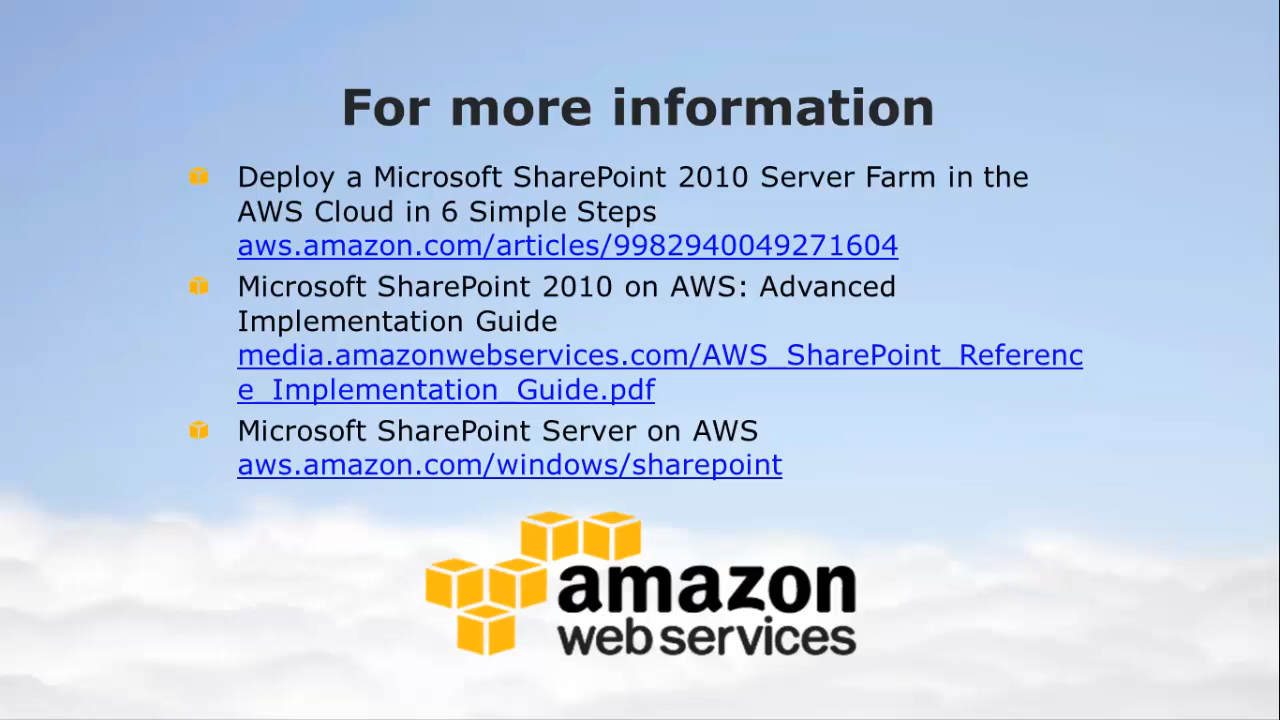 For more information
Deploy a Microsoft SharePoint 2010 Server Farm in the
AWS Cloud in 6 Simple Steps
aws.amazon.com/articles/9982940049271604
Microsoft SharePoint 2010 on AWS: Advanced
Implementation Guide
media.amazonwebservices.com/AWS_SharePoint_Referenc
e_Implementation_Guide.pdf
Microsoft SharePoint Server on AWS
aws.amazon.com/windows/sharepoint
amazon
web services